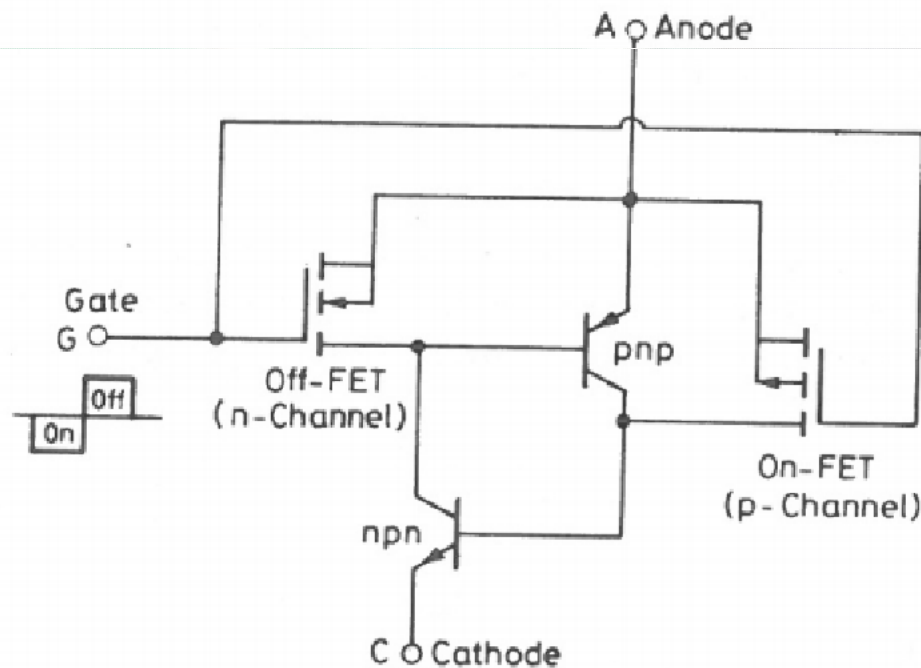 A Anode
Gate
G
Off
On
Off-FET
(n-Channel)
pnp
On-FET
(p-Channel)
npn
C Cathode